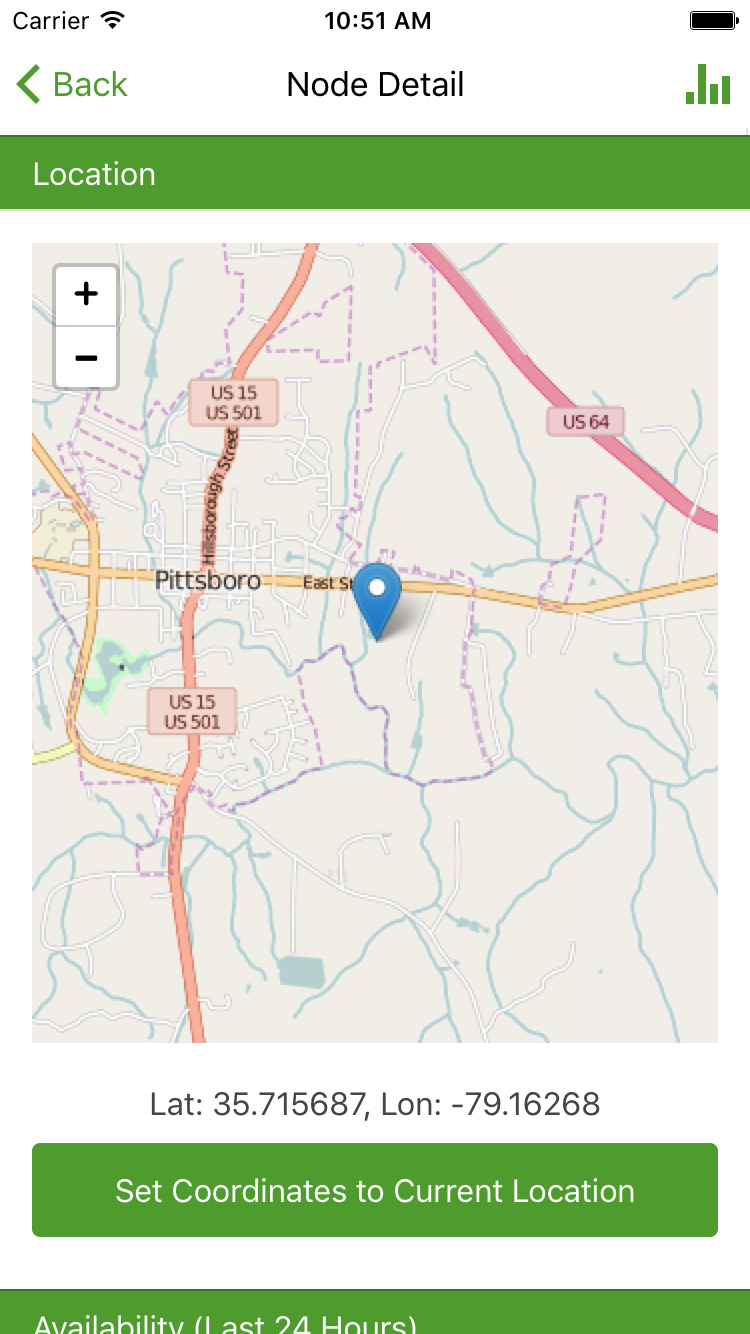 Carrier 10:51 AM
Back Node Detail
Location
+
−
US 15
US 501
US 64
Hillsborough Street
Pittsboro
East St
US 15
US 501
Lat: 35.715687, Lon: -79.16268
Set Coordinates to Current Location
Availability (Last 24 Hours)